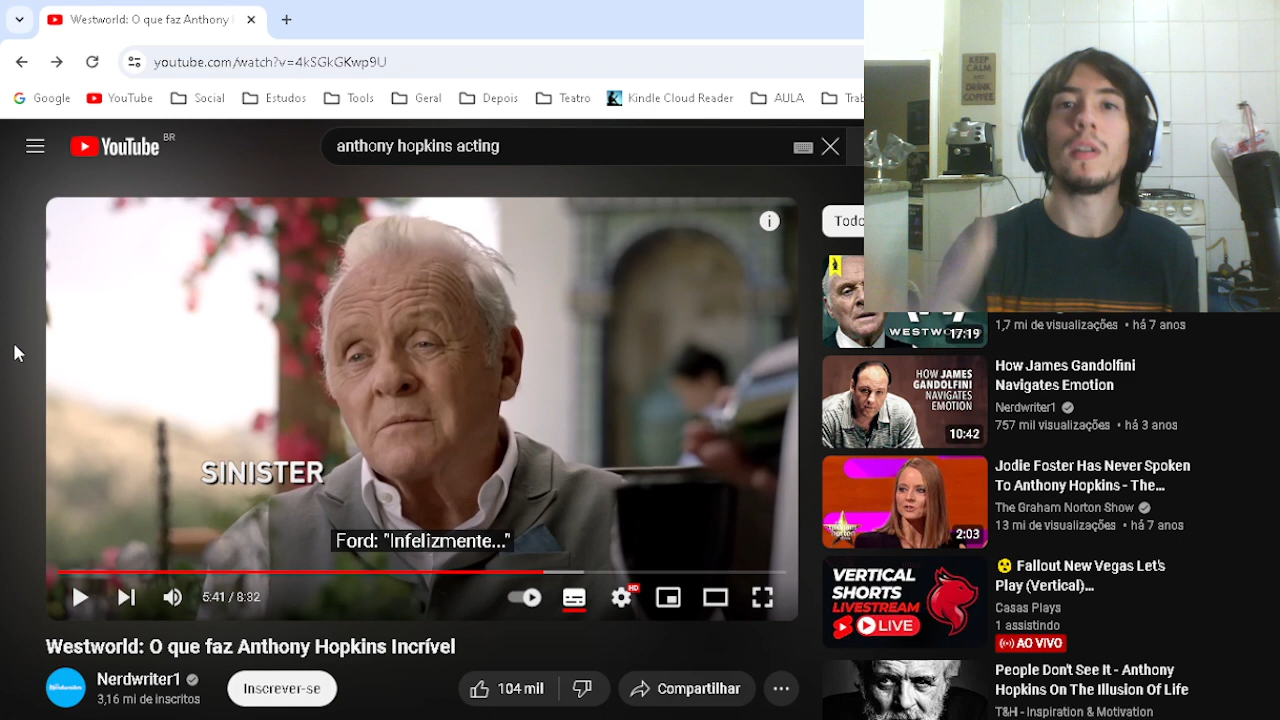 Westworld: O que faz Anthony
youtube.com/watch?v=4kSGkGKwp9U
Google
YouTube
Social
Editados
Tools
Geral
Depois
Teatro
Kindle Cloud Reader
AULA
Trab
YouTube BR
anthony hopkins acting
KEEP
CALM
AND
DRINK
COFFEE
Todo
SINISTER
Ford: "Infelizmente..."
5:41 / 8:32
HD
Westworld: O que faz Anthony Hopkins Incrível
Nerdwriter1
3,16 mi de inscritos
Inscrever-se
104 mil
Compartilhar
WESTWO
17:19
1,7 mi de visualizações • há 7 anos
HOW JAMES
GANDOLFINI
NAVIGATES
EMOTION
10:42
How James Gandolfini
Navigates Emotion
Nerdwriter1
757 mil visualizações • há 3 anos
2:03
Jodie Foster Has Never Spoken
To Anthony Hopkins - The...
The Graham Norton Show
13 mi de visualizações • há 7 anos
VERTICAL
SHORTS
LIVESTREAM
LIVE
Fallout New Vegas Let's
Play (Vertical)...
Casas Plays
1 assistindo
AO VIVO
People Don't See It - Anthony
Hopkins On The Illusion Of Life
T&H - Inspiration & Motivation